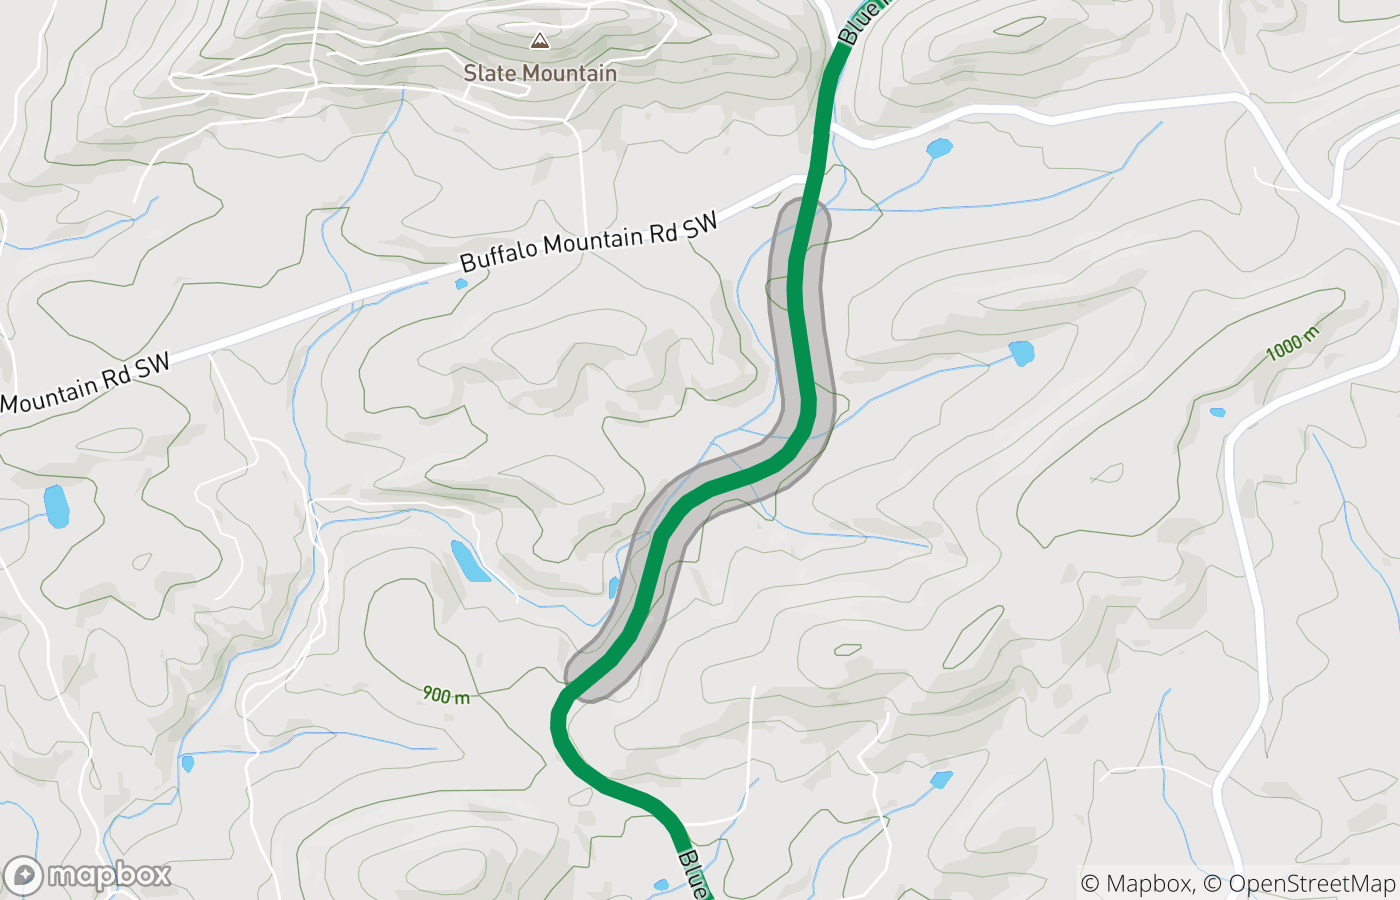 Blue
Slate Mountain
Buffalo Mountain Rd SW
1000 m
Mountain Rd SW
900 m
Blue
mapbox
© Mapbox, © OpenStreetMap